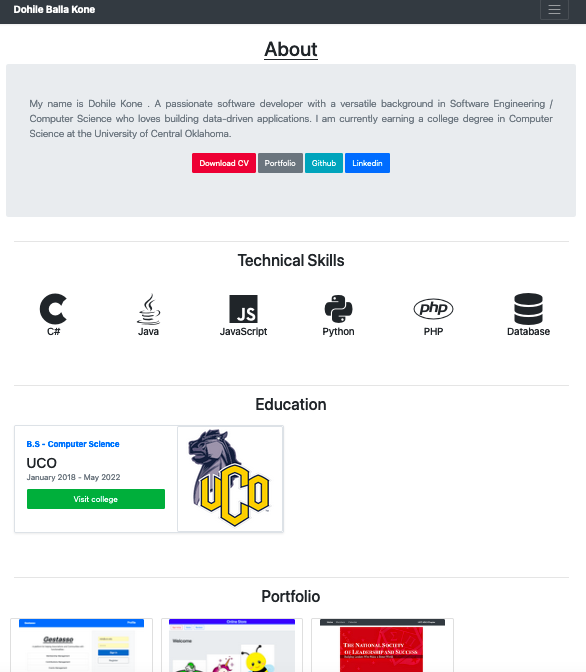 Dohile Balla Kone
About
My name is Dohile Kone . A passionate software developer with a versatile background in Software Engineering /
Computer Science who loves building data-driven applications. I am currently earning a college degree in Computer
Science at the University of Central Oklahoma.
Download CV Portfolio Github Linkedin
Technical Skills
JS php
C# Java JavaScript Python PHP Database
Education
B.S - Computer Science
UCO
January 2018 - May 2022
Visit college
UCO
Portfolio
Online Store
Gestasso
Welcome
The National Society
of Leadership and Success